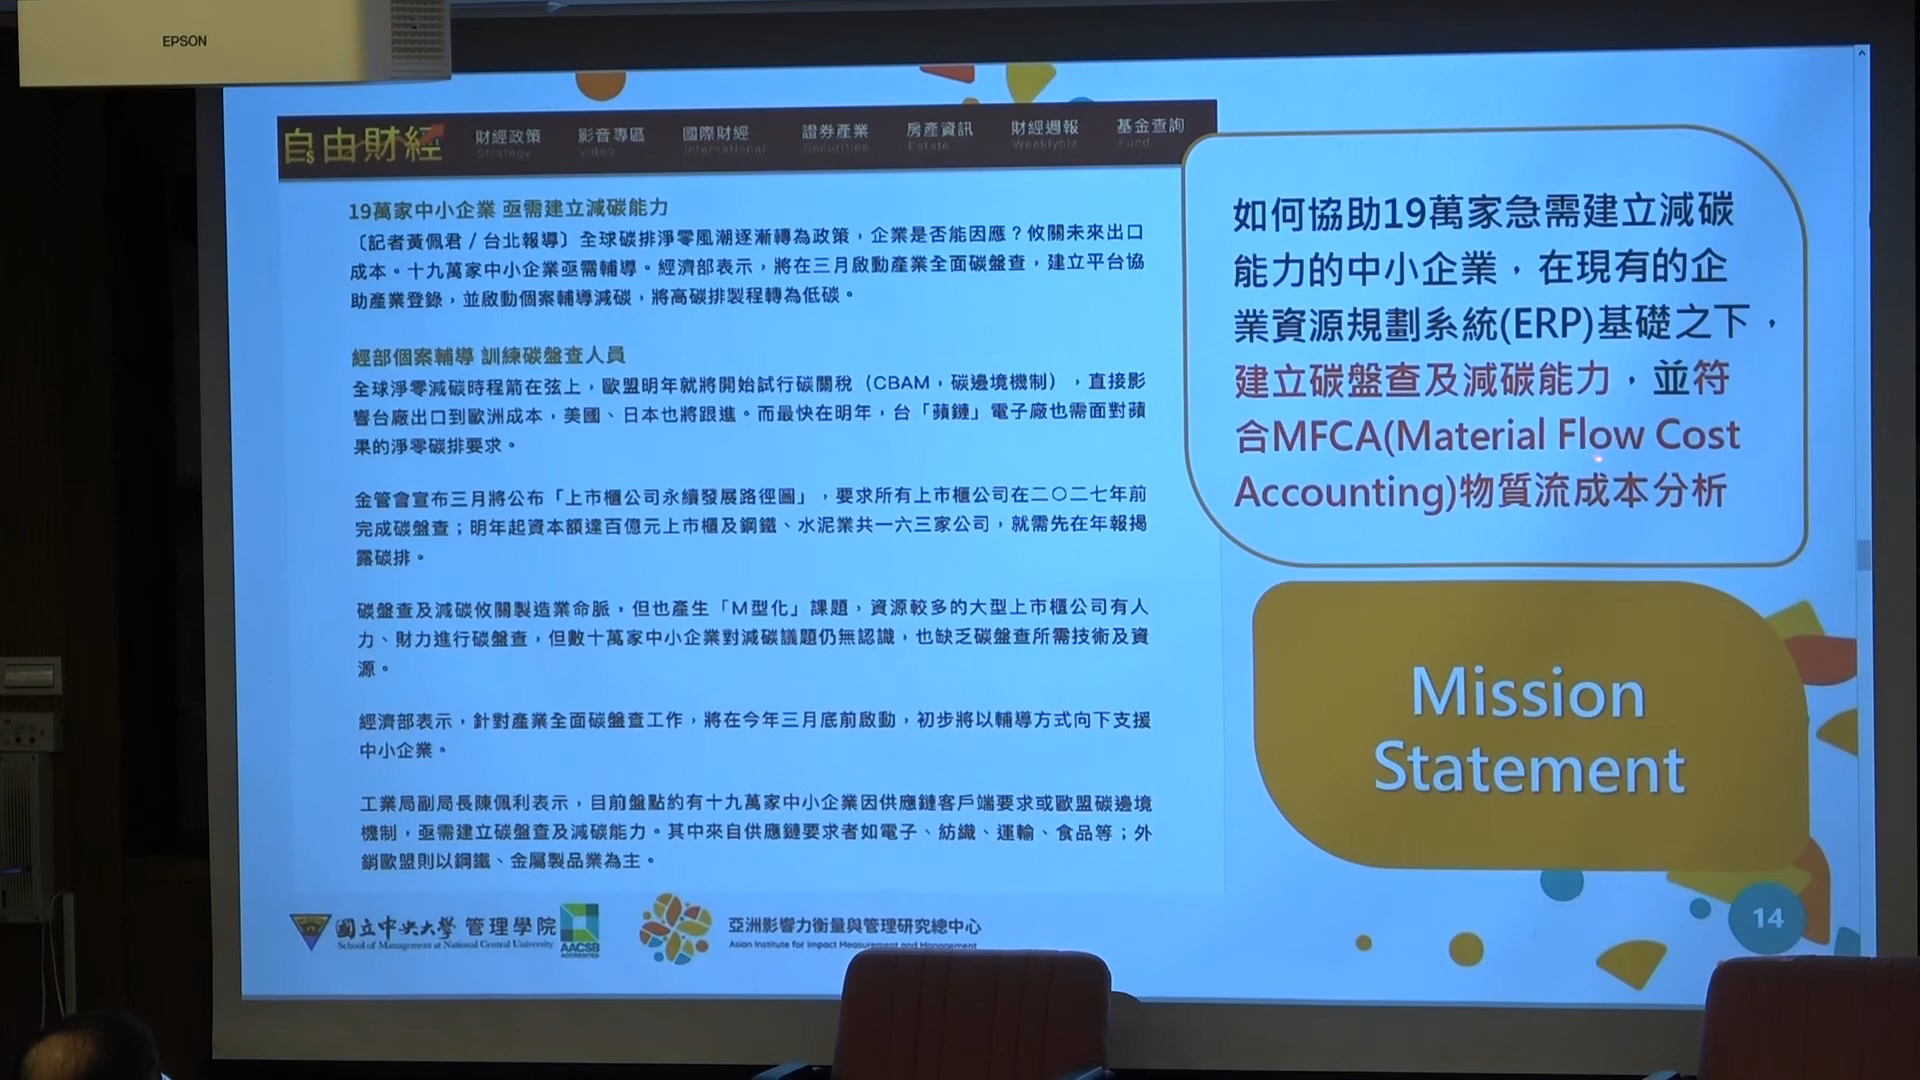 EPSON
自由財經
財經政策 影音專區 國際財經 證券產業 房產資訊 財經週報 基金查詢
Strategy Video International Securities Estate Weeklybiz Fund
19萬家中小企業 亟需建立減碳能力
〔記者黃佩君/台北報導〕全球碳排淨零風潮逐漸轉為政策，企業是否能因應？攸關未來出口
成本。十九萬家中小企業亟需輔導。經濟部表示，將在三月啟動產業全面碳盤查，建立平台協
助產業登錄，並啟動個案輔導減碳，將高碳排製程轉為低碳。
經部個案輔導 訓練碳盤查人員
全球淨零減碳時程箭在弦上，歐盟明年就將開始試行碳關稅（CBAM，碳邊境機制），直接影
響台廠出口到歐洲成本，美國、日本也將跟進。而最快在明年，台「蘋鏈」電子廠也需面對蘋
果的淨零碳排要求。
金管會宣布三月將公布「上市櫃公司永續發展路徑圖」，要求所有上市櫃公司在二〇二七年前
完成碳盤查；明年起資本額達百億元上市櫃及鋼鐵、水泥業共一六三家公司，就需先在年報揭
露碳排。
碳盤查及減碳攸關製造業命脈，但也產生「M型化」課題，資源較多的大型上市櫃公司有人
力、財力進行碳盤查，但數十萬家中小企業對減碳議題仍無認識，也缺乏碳盤查所需技術及資
源。
經濟部表示，針對產業全面碳盤查工作，將在今年三月底前啟動，初步將以輔導方式向下支援
中小企業。
工業局副局長陳佩利表示，目前盤點約有十九萬家中小企業因供應鏈客戶端要求或歐盟碳邊境
機制，亟需建立碳盤查及減碳能力。其中來自供應鏈要求者如電子、紡織、運輸、食品等；外
銷歐盟則以鋼鐵、金屬製品業為主。
如何協助19萬家急需建立減碳
能力的中小企業，在現有的企
業資源規劃系統(ERP)基礎之下，
建立碳盤查及減碳能力，並符
合MFCA(Material Flow Cost
Accounting)物質流成本分析
Mission
Statement
國立中央大學 管理學院
School of Management at National Central University
AACSB
ACCREDITED
亞洲影響力衡量與管理研究總中心
Asian Institute for Impact Measurement and Management
14